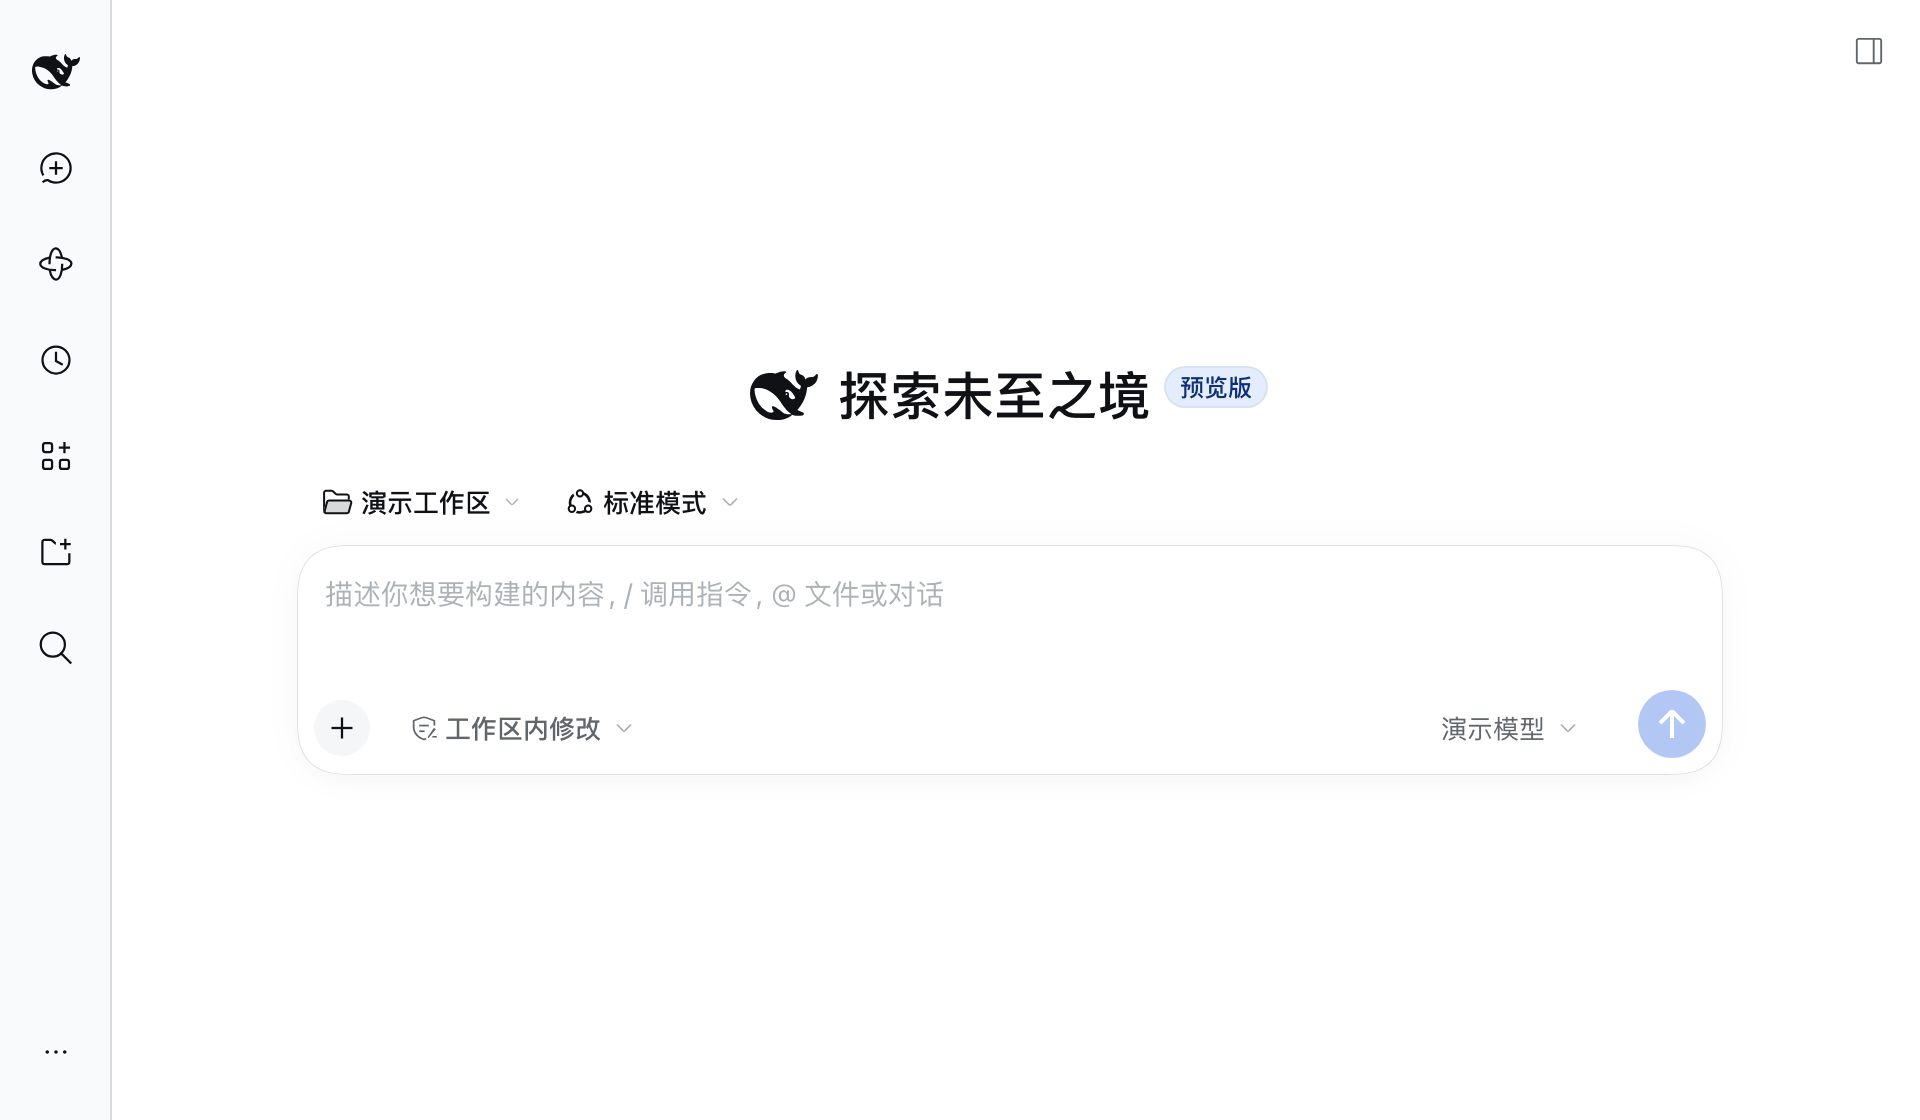 探索未至之境 预览版
演示工作区 标准模式
描述你想要构建的内容, / 调用指令, @ 文件或对话
工作区内修改 演示模型